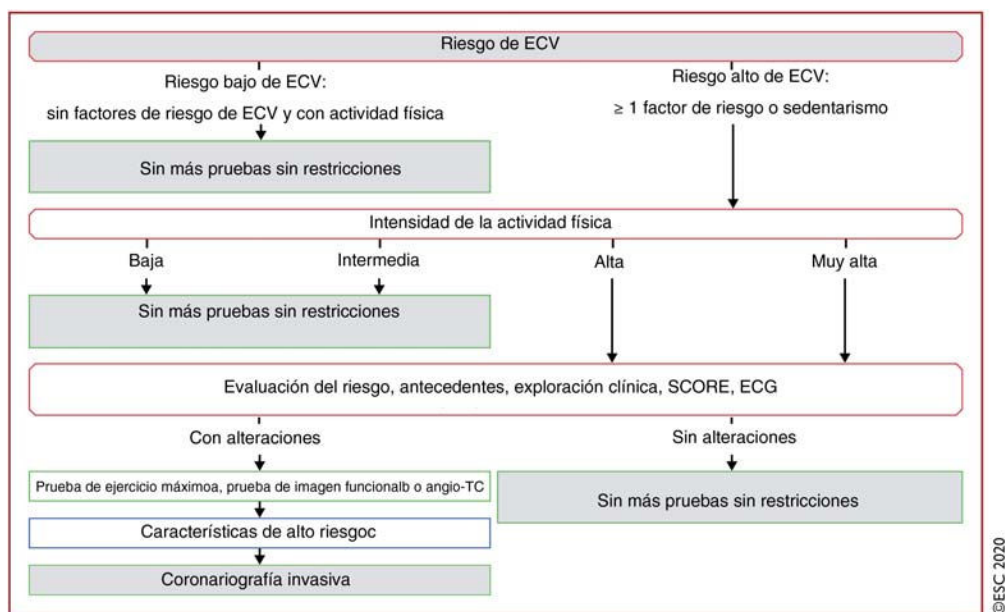 Riesgo de ECV
Riesgo bajo de ECV:
sin factores de riesgo de ECV y con actividad física
Riesgo alto de ECV:
≥ 1 factor de riesgo o sedentarismo
Sin más pruebas sin restricciones
Intensidad de la actividad física
Baja
Intermedia
Alta
Muy alta
Sin más pruebas sin restricciones
Evaluación del riesgo, antecedentes, exploración clínica, SCORE, ECG
Con alteraciones
Sin alteraciones
Prueba de ejercicio máximoa, prueba de imagen funcionalb o angio-TC
Sin más pruebas sin restricciones
Características de alto riesgoc
Coronariografía invasiva
©ESC 2020